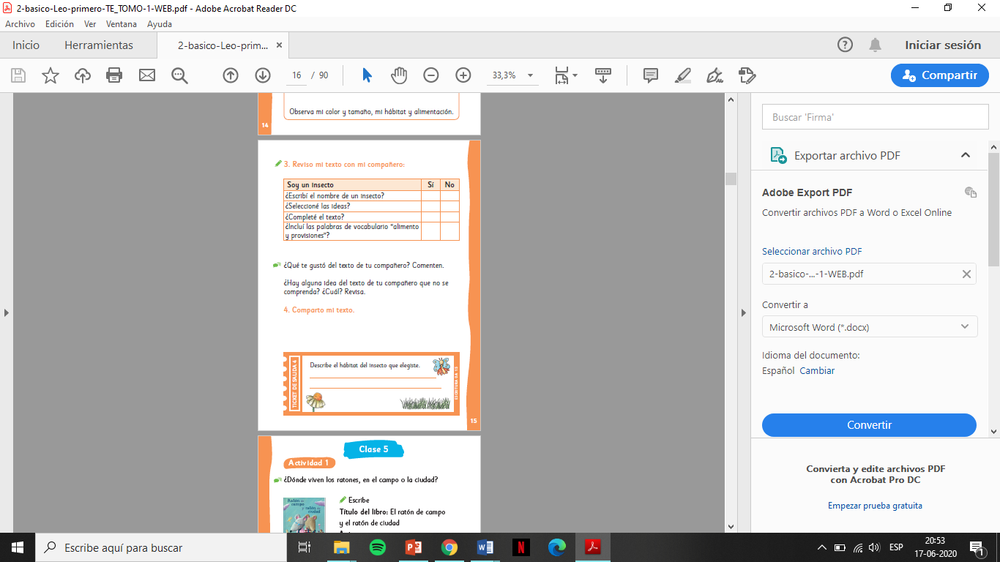 2-basico-Leo-primero-TE_TOMO-1-WEB.pdf - Adobe Acrobat Reader DC
Archivo Edición Ver Ventana Ayuda
Inicio Herramientas 2-basico-Leo-prim... × Iniciar sesión
16 / 90 33,3% Compartir
Observa mi color y tamaño, mi hábitat y alimentación.
14
3. Reviso mi texto con mi compañero:
Soy un insecto Sí No
¿Escribí el nombre de un insecto?
¿Seleccioné las ideas?
¿Completé el texto?
¿Incluí las palabras de vocabulario "alimento
y provisiones"?
¿Qué te gustó del texto de tu compañero? Comenten.
¿Hay alguna idea del texto de tu compañero que no se
comprenda? ¿Cuál? Revisa.
4. Comparto mi texto.
TICKET DE SALIDA 4
Describe el hábitat del insecto que elegiste.
15
Clase 5
Actividad 1
¿Dónde viven los ratones, en el campo o la ciudad?
Ratón de
campo
y ratón de
ciudad
Escribe
Título del libro: El ratón de campo
y el ratón de ciudad
Buscar 'Firma'
Exportar archivo PDF
Adobe Export PDF
Convertir archivos PDF a Word o Excel Online
Seleccionar archivo PDF
2-basico-...-1-WEB.pdf
Convertir a
Microsoft Word (*.docx)
Idioma del documento:
Español Cambiar
Convertir
Convierta y edite archivos PDF
con Acrobat Pro DC
Empezar prueba gratuita
Escribe aquí para buscar
ESP
20:53
17-06-2020
1